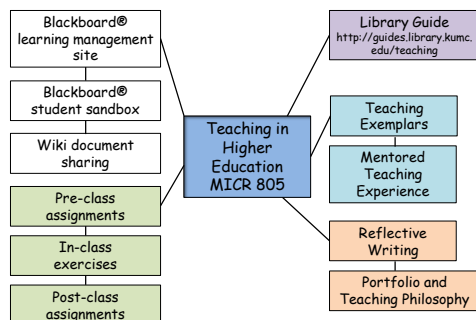 Blackboard®
learning management
site
Blackboard®
student sandbox
Wiki document
sharing
Pre-class
assignments
In-class
exercises
Post-class
assignments
Teaching in
Higher
Education
MICR 805
Library Guide
http://guides.library.kumc.
edu/teaching
Teaching
Exemplars
Mentored
Teaching
Experience
Reflective
Writing
Portfolio and
Teaching Philosophy